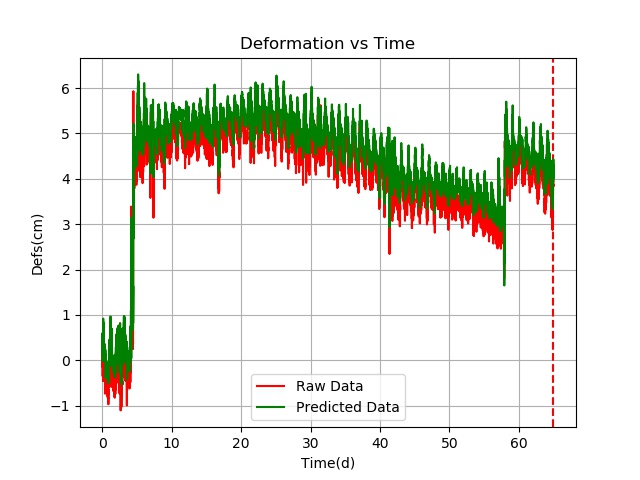 Deformation vs Time
Defs(cm)
6
5
4
3
2
1
0
−1
Raw Data
Predicted Data
0 10 20 30 40 50 60
Time(d)